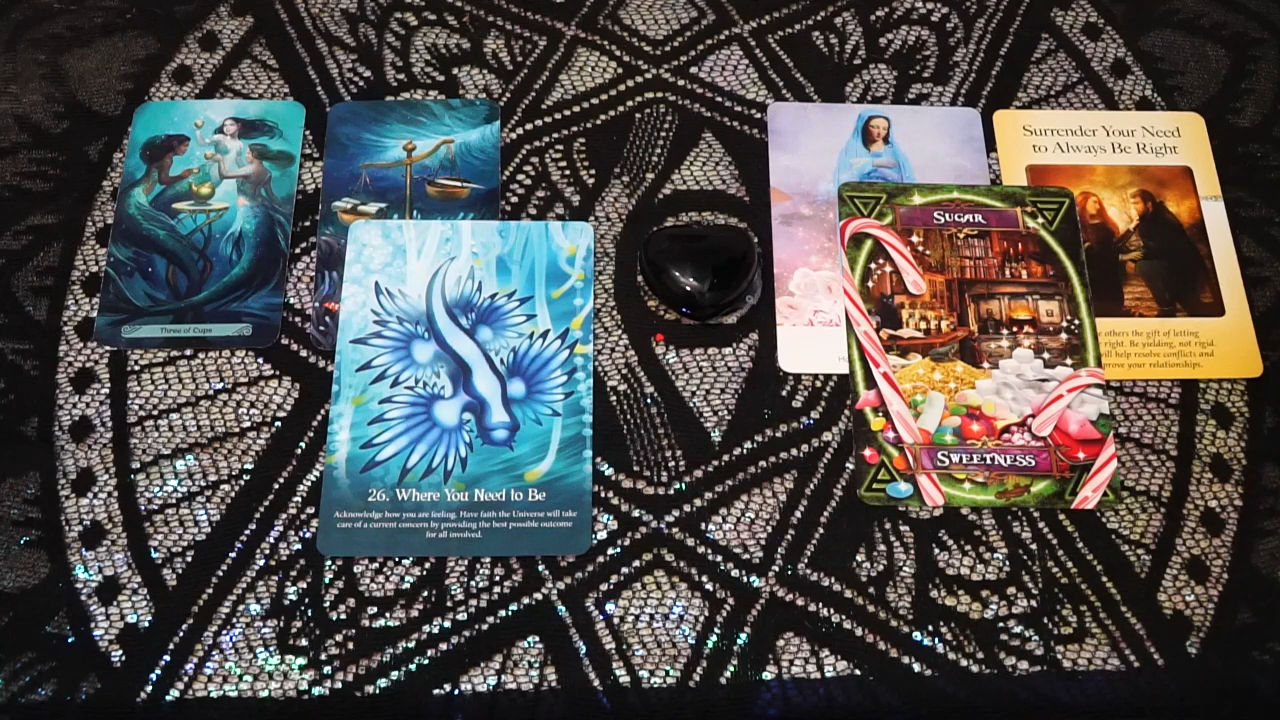 Three of Cups
26. Where You Need to Be
Acknowledge how you are feeling. Have faith the Universe will take
care of a current concern by providing the best possible outcome
for all involved.
SUGAR
SWEETNESS
Surrender Your Need
to Always Be Right
others the gift of letting
right. Be yielding, not rigid.
help resolve conflicts and
your relationships.